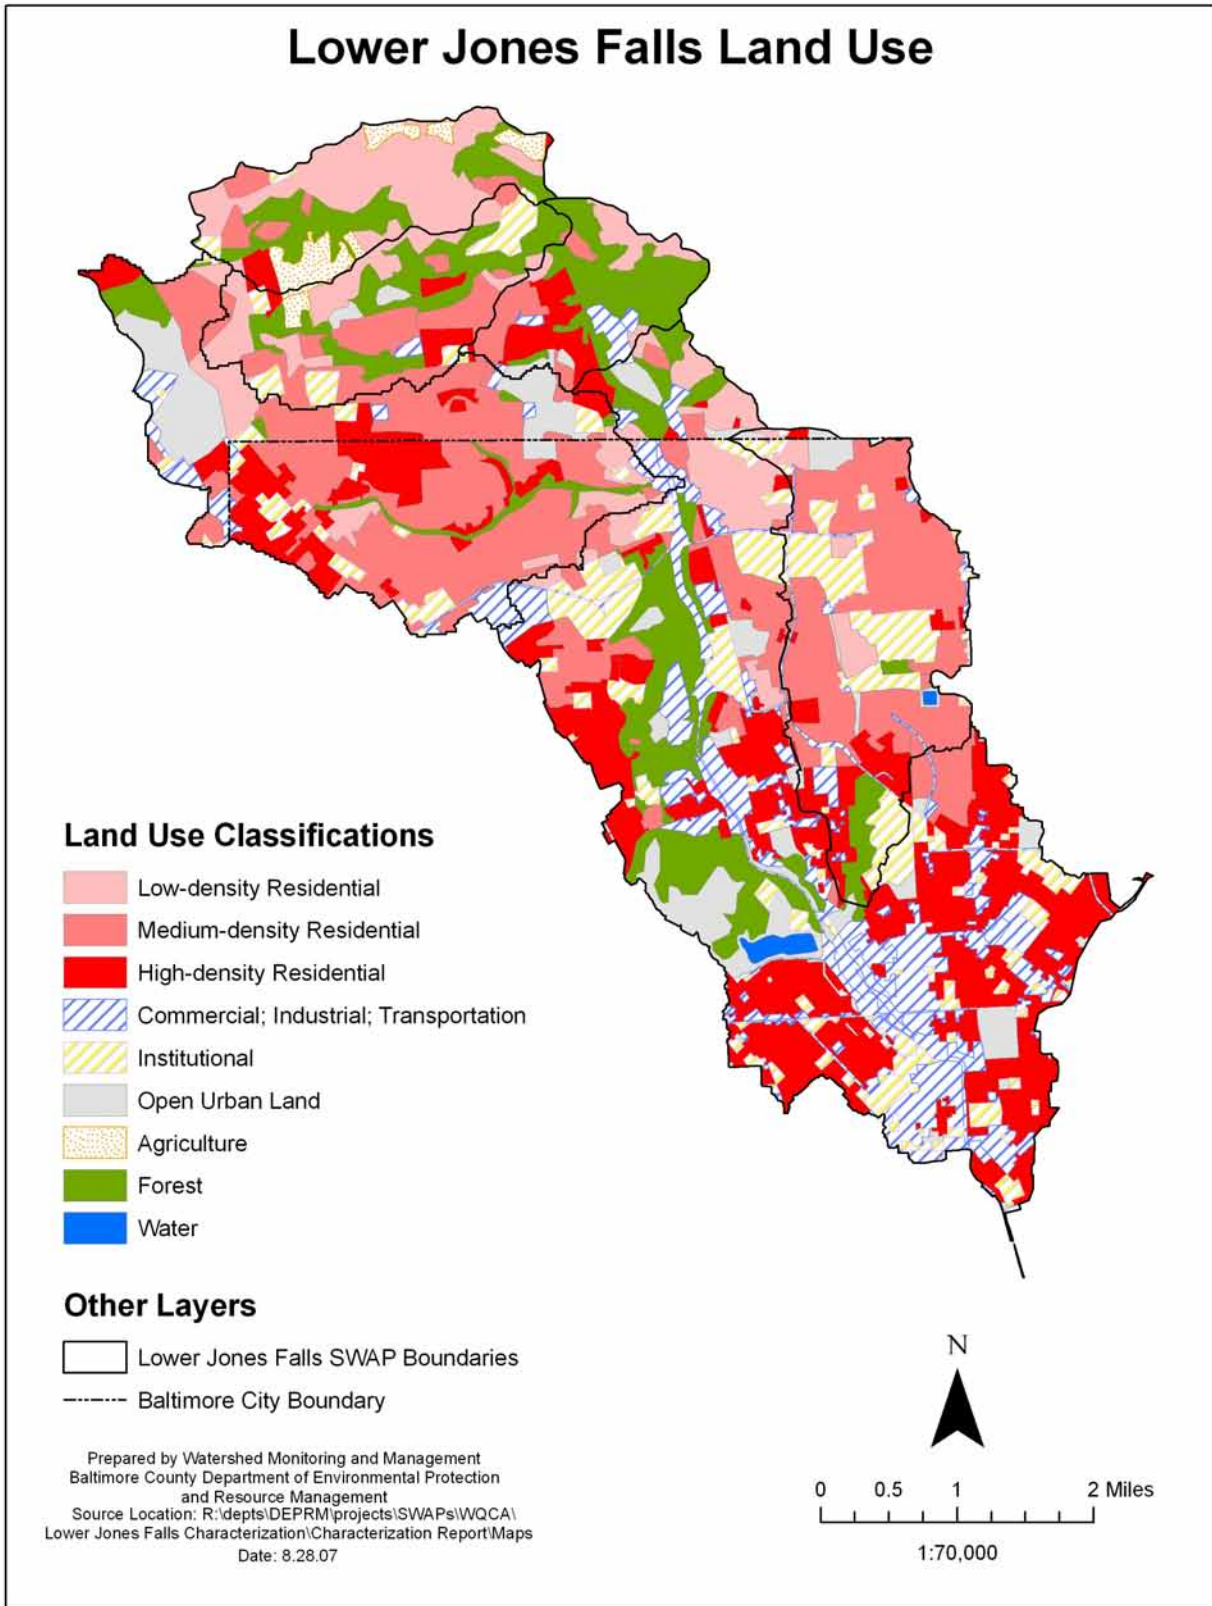 Lower Jones Falls Land Use
Land Use Classifications
Low-density Residential
Medium-density Residential
High-density Residential
Commercial; Industrial; Transportation
Institutional
Open Urban Land
Agriculture
Forest
Water
Other Layers
Lower Jones Falls SWAP Boundaries
Baltimore City Boundary
Prepared by Watershed Monitoring and Management
Baltimore County Department of Environmental Protection
and Resource Management
Source Location: R:\depts\DEPRM\projects\SWAPs\WQCA\
Lower Jones Falls Characterization\Characterization Report\Maps
Date: 8.28.07
N
0 0.5 1 2 Miles
1:70,000